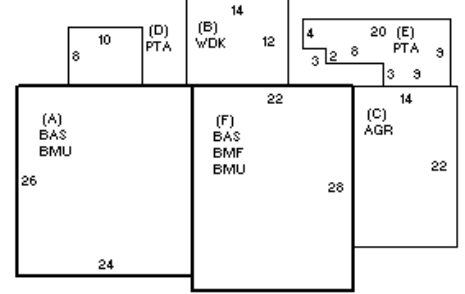 14
(D)
(B)
20
(E)
10
PTA
WDK
4
PTA
8
12
3
2
8
9
3
9
22
14
(A)
(F)
(C)
BAS
BAS
AGR
BMU
BMF
BMU
22
26
28
24